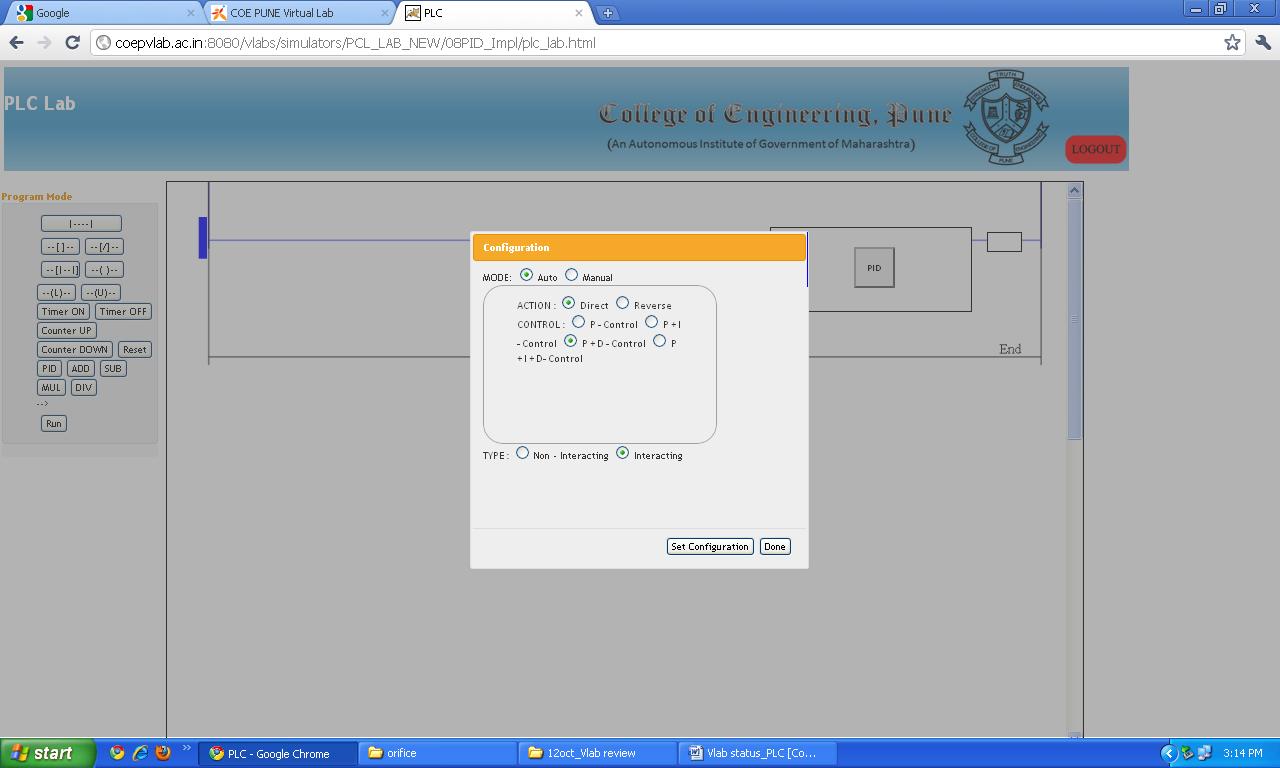 Google
COE PUNE Virtual Lab
PLC
coepvlab.ac.in:8080/vlabs/simulators/PCL_LAB_NEW/08PID_Impl/plc_lab.html
PLC Lab
College of Engineering, Pune
(An Autonomous Institute of Government of Maharashtra)
LOGOUT
Program Mode
|----|
--[ ]-- --[/]--
--[|--|] --( )--
--(L)-- --(U)--
Timer ON Timer OFF
Counter UP
Counter DOWN Reset
PID ADD SUB
MUL DIV
-->
Run
PID
End
Configuration
MODE: Auto Manual
ACTION : Direct Reverse
CONTROL : P - Control P + I
- Control P + D - Control P
+ I + D- Control
TYPE : Non - Interacting Interacting
Set Configuration Done
start
PLC - Google Chrome
orifice
12oct_Vlab review
Vlab status_PLC [Co...
3:14 PM